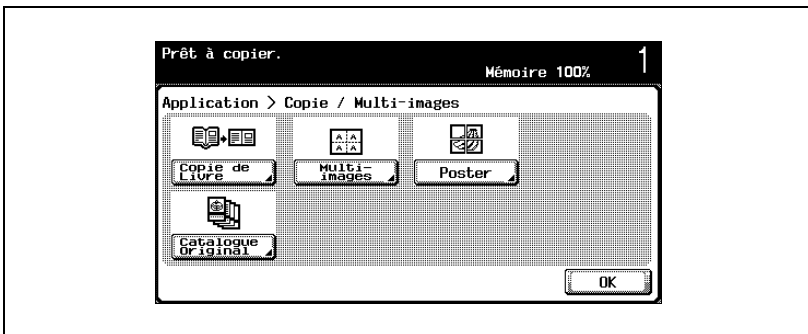 Prêt à copier.
Mémoire 100% 1
Application > Copie / Multi-images
Copie de
Livre
Multi-
images
Poster
Catalogue
Original
OK